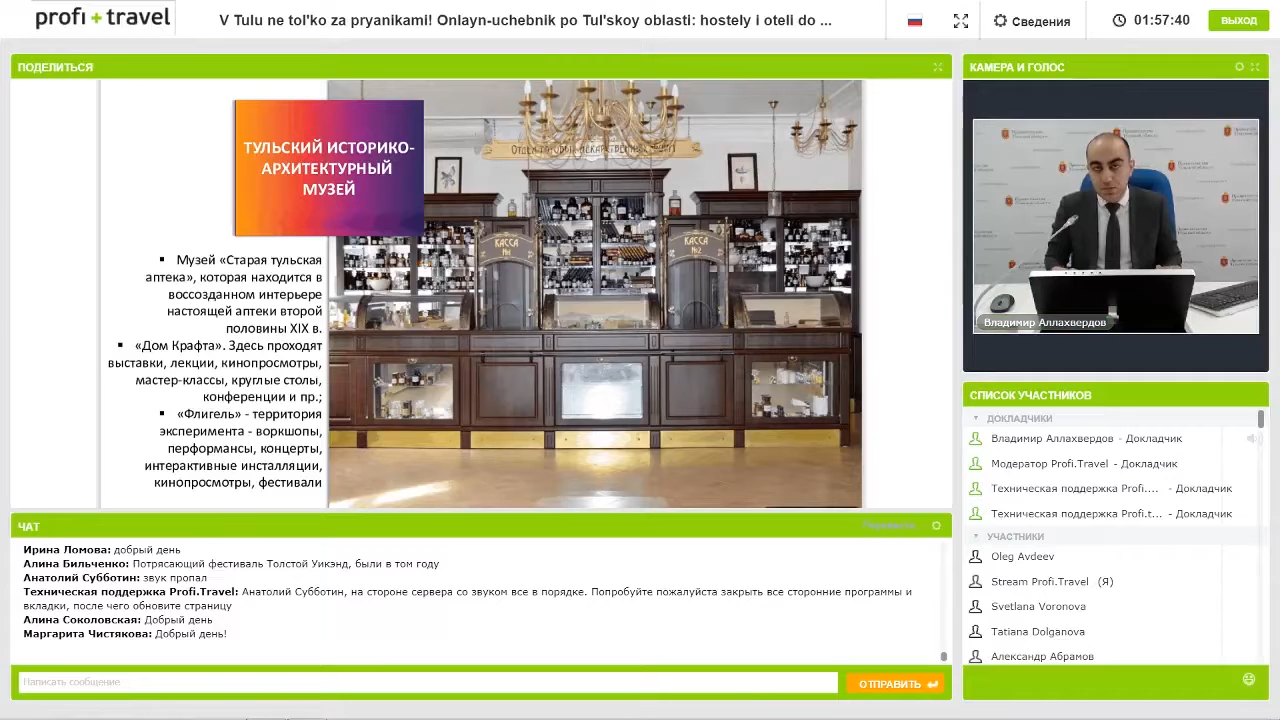 profi + travel
V Tulu ne tol'ko za pryanikami! Onlayn-uchebnik po Tul'skoy oblasti: hostely i oteli do ...
Сведения
01:57:40
ВЫХОД
ПОДЕЛИТЬСЯ
ТУЛЬСКИЙ ИСТОРИКО-
АРХИТЕКТУРНЫЙ
МУЗЕЙ
▪ Музей «Старая тульская
аптека», которая находится в
воссозданном интерьере
настоящей аптеки второй
половины XIX в.
▪ «Дом Крафта». Здесь проходят
выставки, лекции, кинопросмотры,
мастер-классы, круглые столы,
конференции и пр.;
▪ «Флигель» - территория
эксперимента - воркшопы,
перформансы, концерты,
интерактивные инсталляции,
кинопросмотры, фестивали
КАССА
№1
КАССА
№2
КАМЕРА И ГОЛОС
Владимир Аллахвердов
СПИСОК УЧАСТНИКОВ
ДОКЛАДЧИКИ
Владимир Аллахвердов - Докладчик
Модератор Profi.Travel - Докладчик
Техническая поддержка Profi.... - Докладчик
Техническая поддержка Profi.t... - Докладчик
УЧАСТНИКИ
Oleg Avdeev
Stream Profi.Travel (Я)
Svetlana Voronova
Tatiana Dolganova
Александр Абрамов
ЧАТ
Ирина Ломова: добрый день
Алина Бильченко: Потрясающий фестиваль Толстой Уикэнд, были в том году
Анатолий Субботин: звук пропал
Техническая поддержка Profi.Travel: Анатолий Субботин, на стороне сервера со звуком все в порядке. Попробуйте пожалуйста закрыть все сторонние программы и
вкладки, после чего обновите страницу
Алина Соколовская: Добрый день
Маргарита Чистякова: Добрый день!
Написать сообщение
ОТПРАВИТЬ